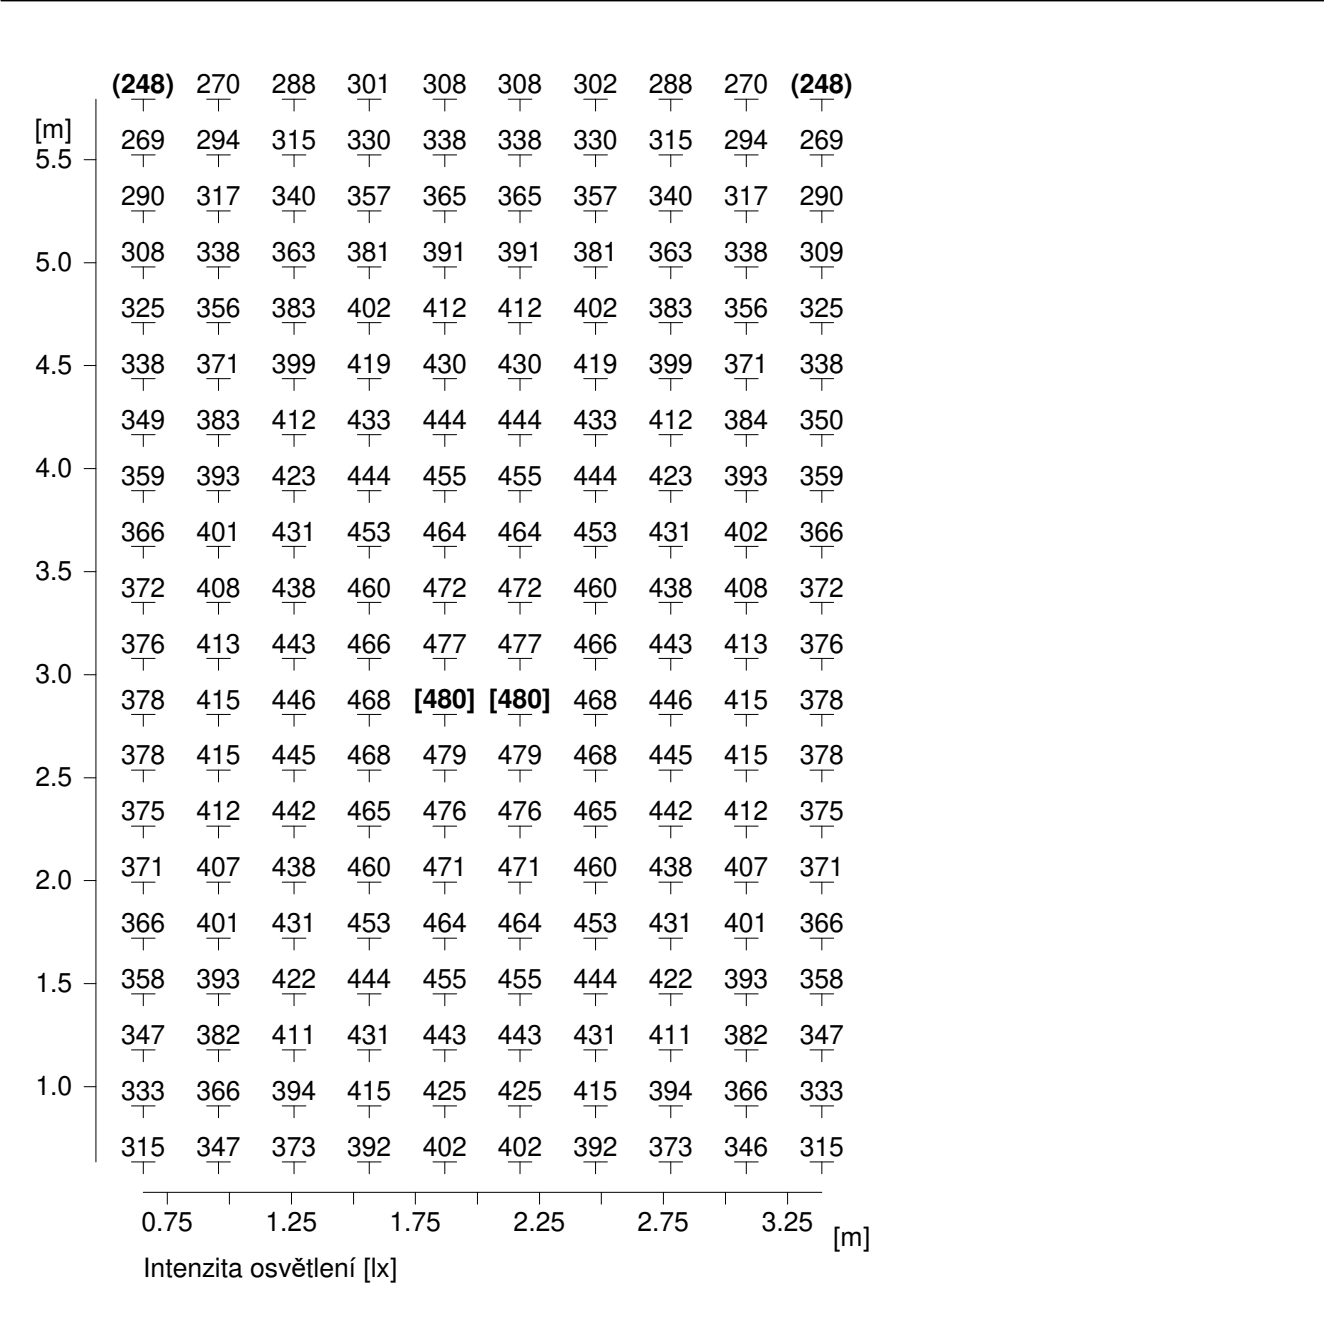 (248) 270 288 301 308 308 302 288 270 (248)
[m]
269 294 315 330 338 338 330 315 294 269
5.5
290 317 340 357 365 365 357 340 317 290
5.0 308 338 363 381 391 391 381 363 338 309
325 356 383 402 412 412 402 383 356 325
4.5 338 371 399 419 430 430 419 399 371 338
349 383 412 433 444 444 433 412 384 350
4.0 359 393 423 444 455 455 444 423 393 359
366 401 431 453 464 464 453 431 402 366
3.5 372 408 438 460 472 472 460 438 408 372
376 413 443 466 477 477 466 443 413 376
3.0
378 415 446 468 [480] [480] 468 446 415 378
378 415 445 468 479 479 468 445 415 378
2.5
375 412 442 465 476 476 465 442 412 375
2.0 371 407 438 460 471 471 460 438 407 371
366 401 431 453 464 464 453 431 401 366
1.5 358 393 422 444 455 455 444 422 393 358
347 382 411 431 443 443 431 411 382 347
1.0 333 366 394 415 425 425 415 394 366 333
315 347 373 392 402 402 392 373 346 315
0.75 1.25 1.75 2.25 2.75 3.25 [m]
Intenzita osvětlení [lx]